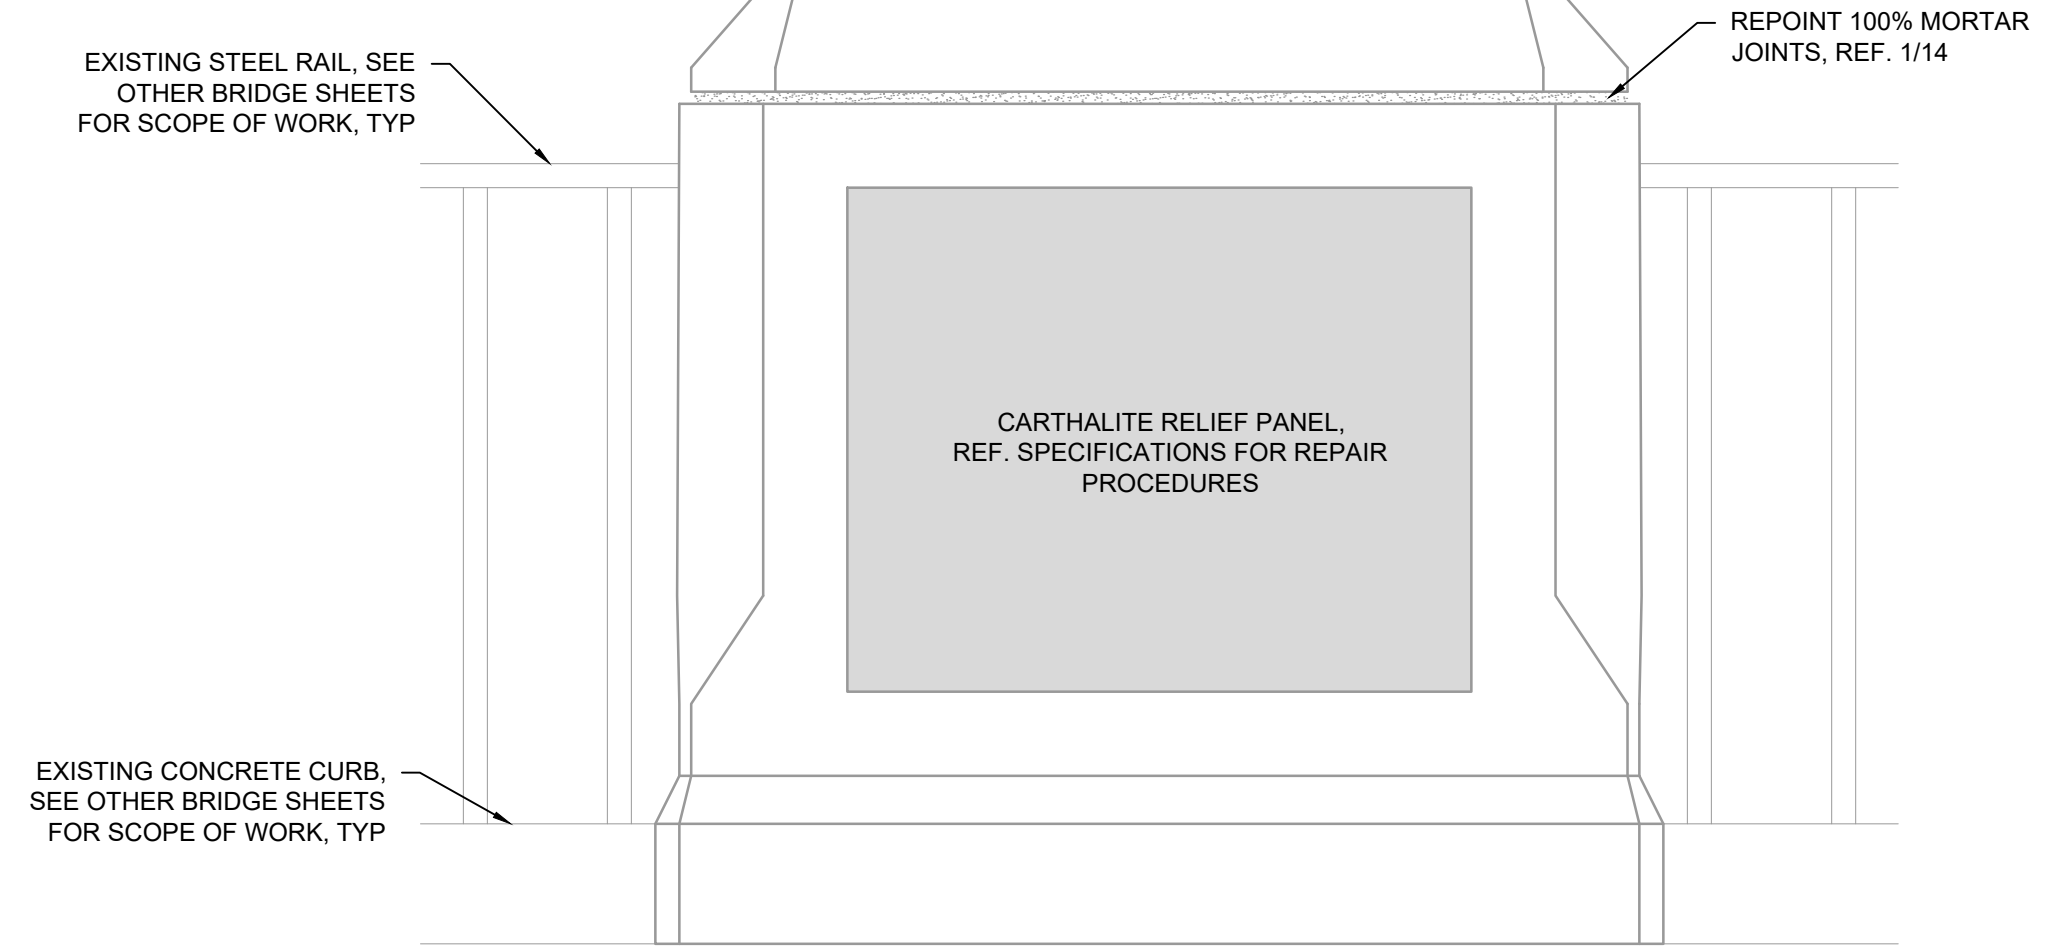 REPOINT 100% MORTAR
JOINTS, REF. 1/14
EXISTING STEEL RAIL, SEE
OTHER BRIDGE SHEETS
FOR SCOPE OF WORK, TYP
CARTHALITE RELIEF PANEL,
REF. SPECIFICATIONS FOR REPAIR
PROCEDURES
EXISTING CONCRETE CURB,
SEE OTHER BRIDGE SHEETS
FOR SCOPE OF WORK, TYP